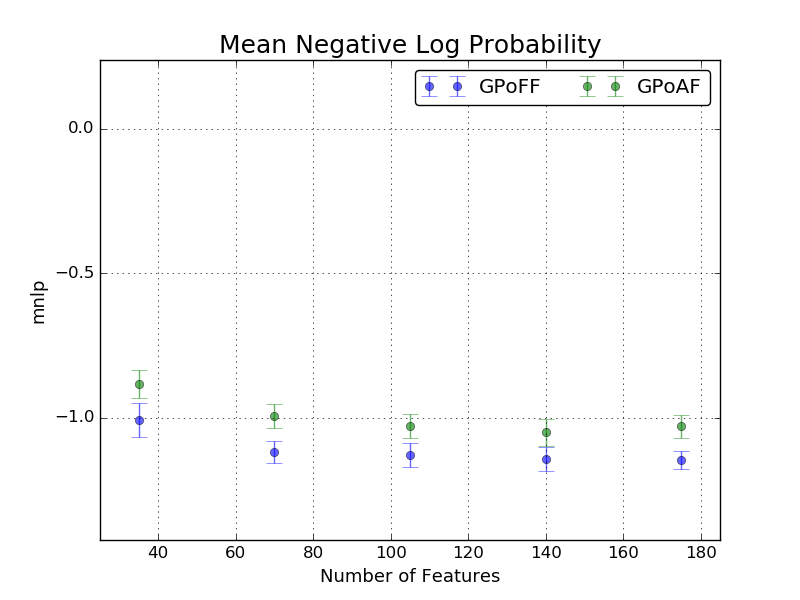 Mean Negative Log Probability
GPoFF GPoAF
0.0
−0.5
−1.0
mnlp
40 60 80 100 120 140 160 180
Number of Features